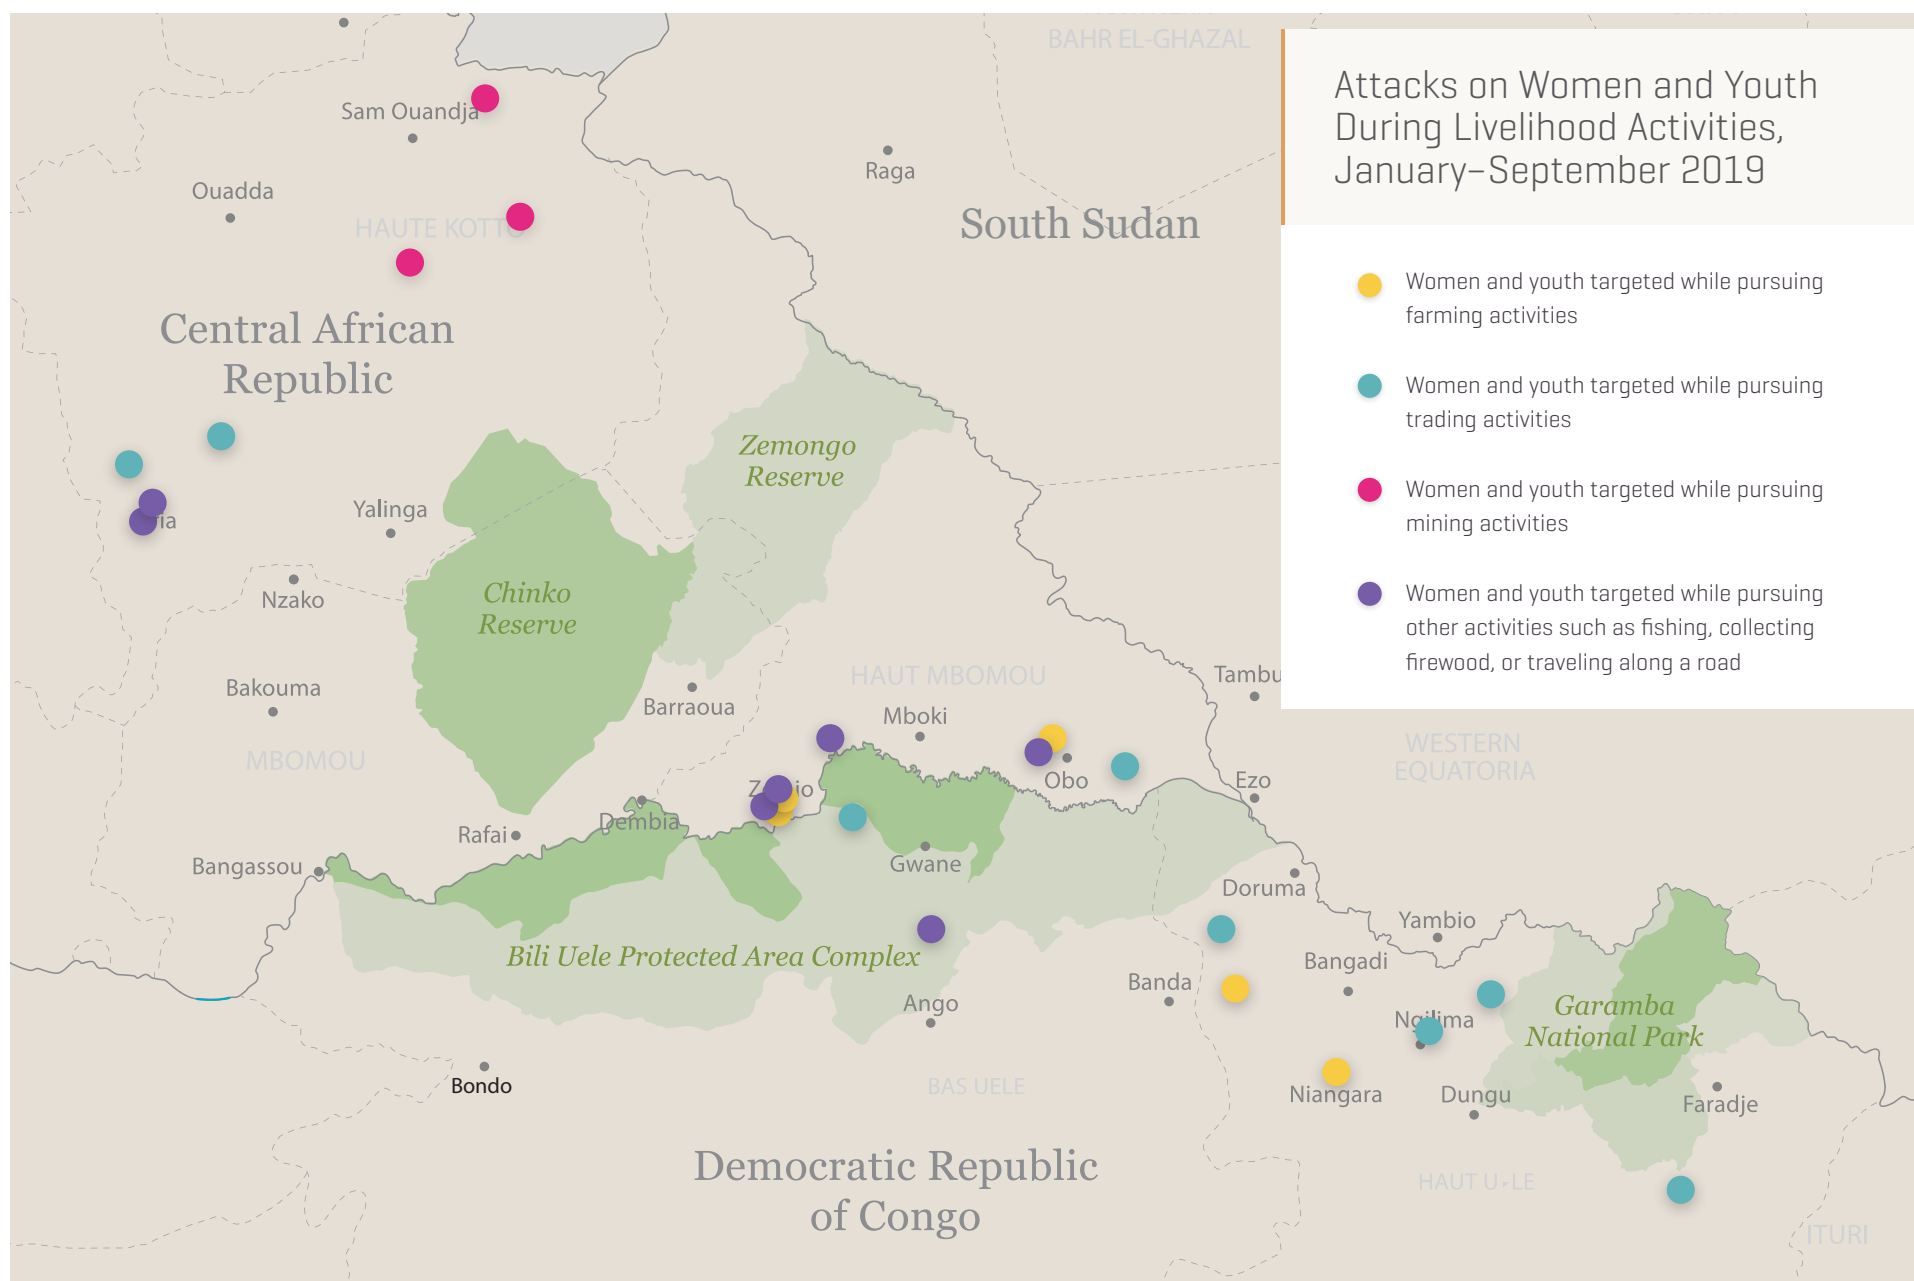 BAHR EL-GHAZAL
Attacks on Women and Youth
During Livelihood Activities,
January–September 2019
Sam Ouandja
Raga
Ouadda
HAUTE KOTTO
South Sudan
Women and youth targeted while pursuing
farming activities
Central African
Republic
Women and youth targeted while pursuing
trading activities
Zemongo
Reserve
Women and youth targeted while pursuing
mining activities
Yalinga
Women and youth targeted while pursuing
other activities such as fishing, collecting
firewood, or traveling along a road
Chinko
Reserve
Nzako
HAUT MBOMOU
Tambu
Bakouma
Barraoua
Mboki
MBOMOU
WESTERN
EQUATORIA
Obo
Ezo
Dembia
Rafai
Bangassou
Gwane
Doruma
Yambio
Bili Uele Protected Area Complex
Bangadi
Banda
Ango
Garamba
National Park
Ngilima
Bondo
BAS UELE
Niangara
Dungu
Faradje
Democratic Republic
of Congo
HAUT U LE
ITURI